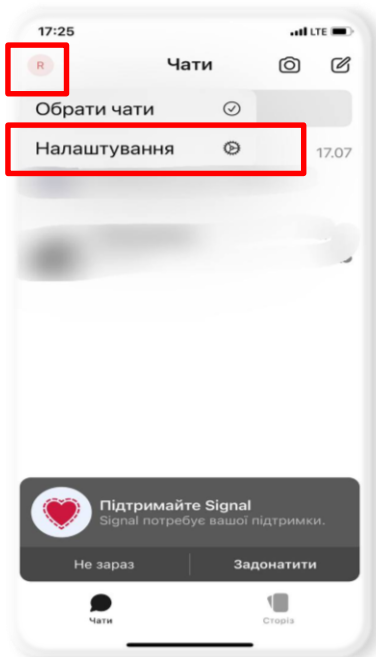 17:25
LTE
R
Чати
Обрати чати
Налаштування
17.07
Підтримайте Signal
Signal потребує вашої підтримки.
Не зараз
Задонатити
Чати
Сторіз